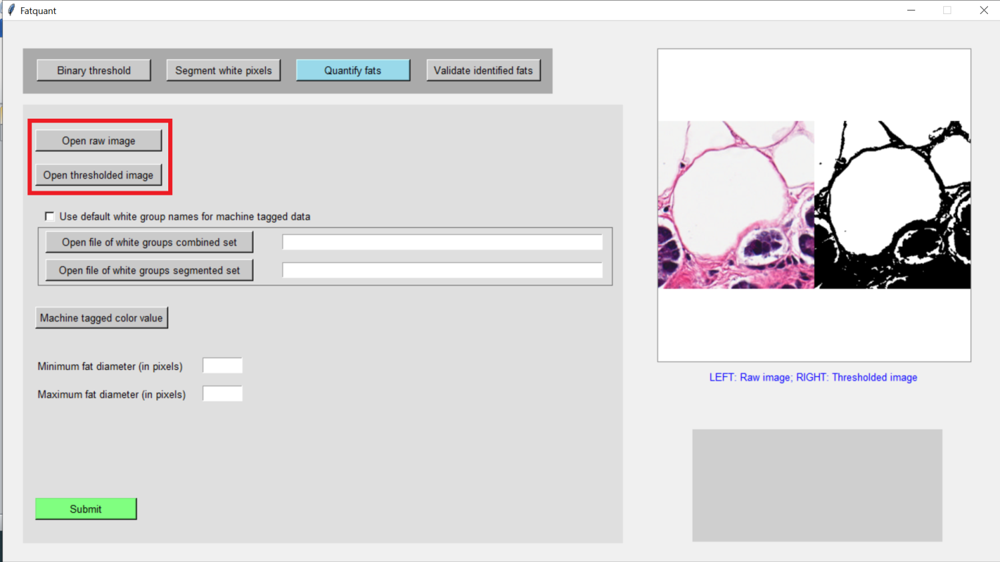 Fatquant
Binary threshold
Segment white pixels
Quantify fats
Validate identified fats
Open raw image
Open thresholded image
Use default white group names for machine tagged data
Open file of white groups combined set
Open file of white groups segmented set
Machine tagged color value
Minimum fat diameter (in pixels)
Maximum fat diameter (in pixels)
Submit
LEFT: Raw image; RIGHT: Thresholded image